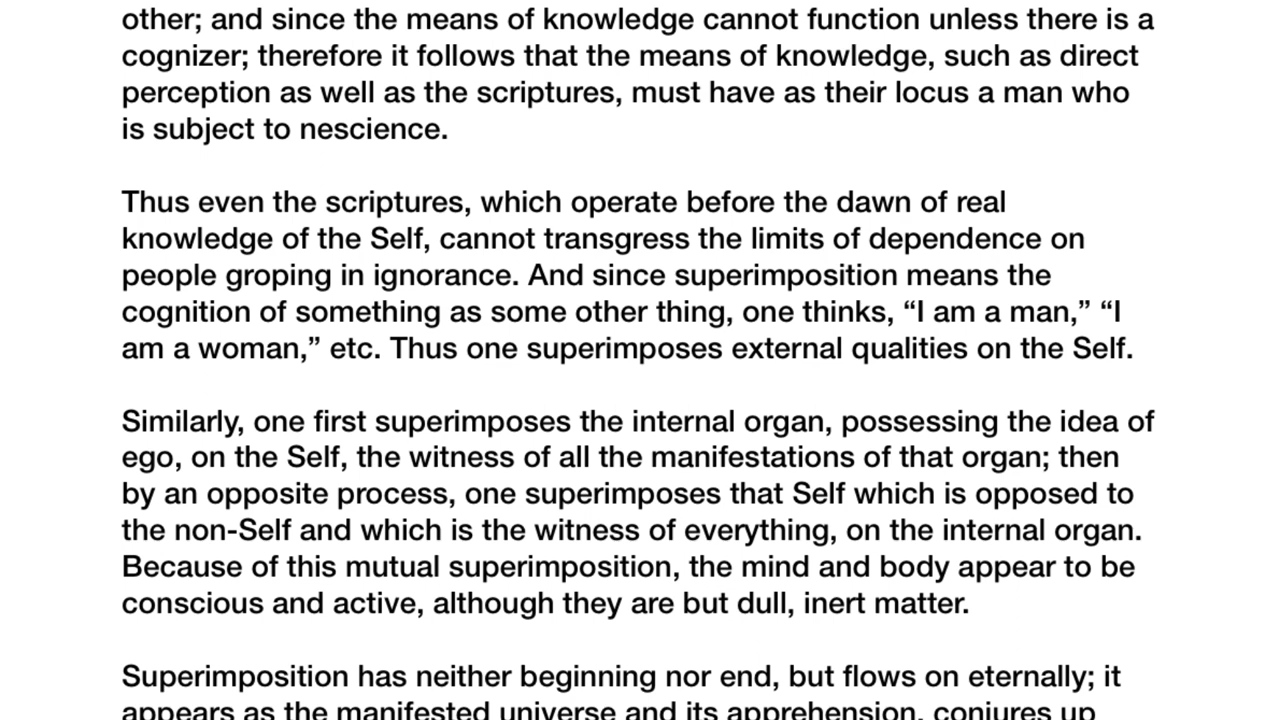 other; and since the means of knowledge cannot function unless there is a
cognizer; therefore it follows that the means of knowledge, such as direct
perception as well as the scriptures, must have as their locus a man who
is subject to nescience.
Thus even the scriptures, which operate before the dawn of real
knowledge of the Self, cannot transgress the limits of dependence on
people groping in ignorance. And since superimposition means the
cognition of something as some other thing, one thinks, “I am a man,” “I
am a woman,” etc. Thus one superimposes external qualities on the Self.
Similarly, one first superimposes the internal organ, possessing the idea of
ego, on the Self, the witness of all the manifestations of that organ; then
by an opposite process, one superimposes that Self which is opposed to
the non-Self and which is the witness of everything, on the internal organ.
Because of this mutual superimposition, the mind and body appear to be
conscious and active, although they are but dull, inert matter.
Superimposition has neither beginning nor end, but flows on eternally; it
appears as the manifested universe and its apprehension, conjures up